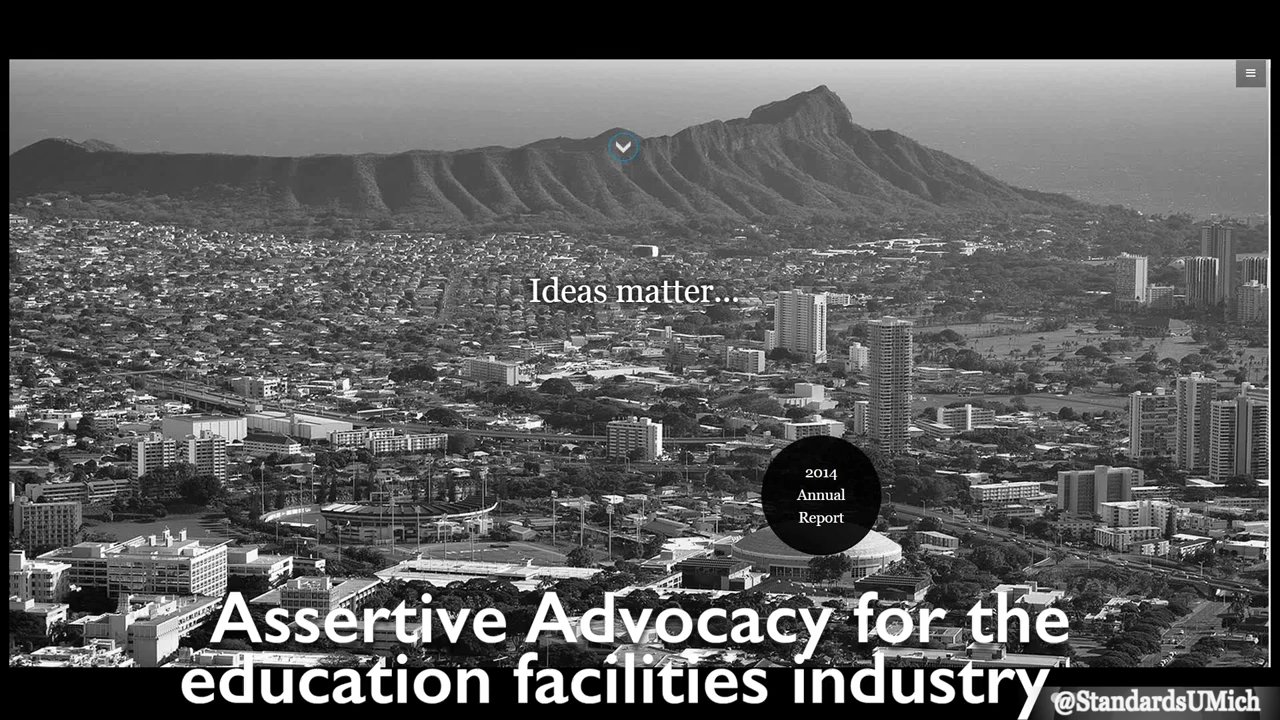 Ideas matter...
2014
Annual
Report
Assertive Advocacy for the
education facilities industry
@StandardsUMich